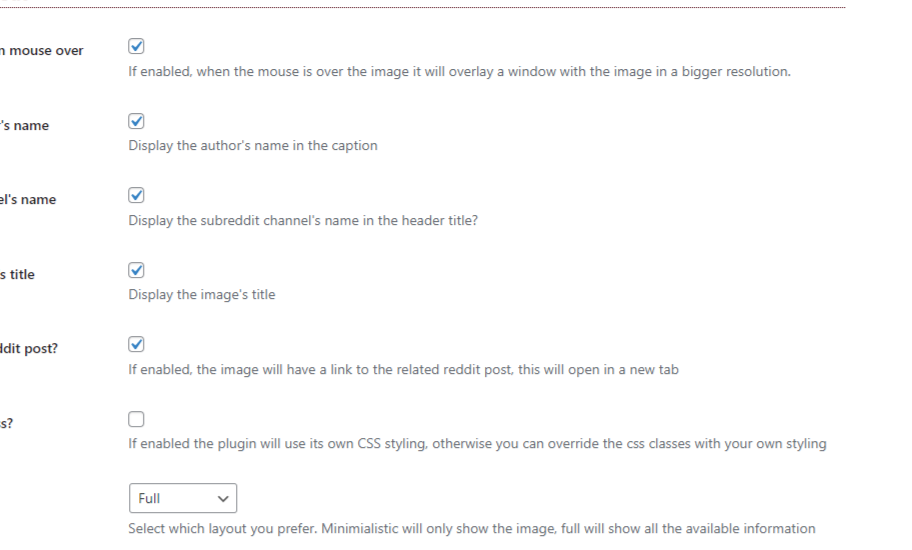 mouse over
If enabled, when the mouse is over the image it will overlay a window with the image in a bigger resolution.
's name
Display the author's name in the caption
el's name
Display the subreddit channel's name in the header title?
s title
Display the image's title
ddit post?
If enabled, the image will have a link to the related reddit post, this will open in a new tab
s?
If enabled the plugin will use its own CSS styling, otherwise you can override the css classes with your own styling
Full
Select which layout you prefer. Minimialistic will only show the image, full will show all the available information